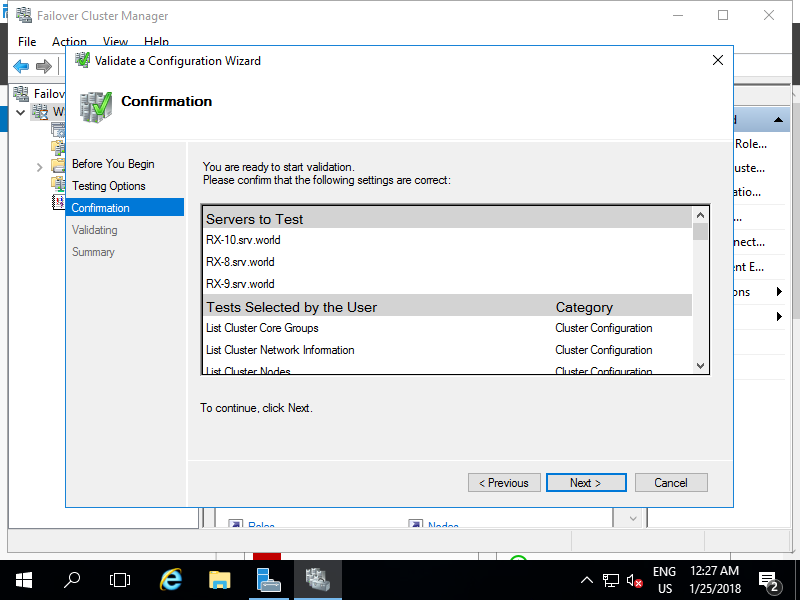 Failover Cluster Manager
File Action View Help
Validate a Configuration Wizard
Failov
W
Confirmation
Before You Begin
Testing Options
Confirmation
Validating
Summary
You are ready to start validation.
Please confirm that the following settings are correct:
Servers to Test
RX-10.srv.world
RX-8.srv.world
RX-9.srv.world
Tests Selected by the User Category
List Cluster Core Groups Cluster Configuration
List Cluster Network Information Cluster Configuration
List Cluster Nodes Cluster Configuration
To continue, click Next.
< Previous Next > Cancel
d
Role...
uste...
atio...
...
nect...
nt E...
ons
Roles Nodes
ENG
US
12:27 AM
1/25/2018
2